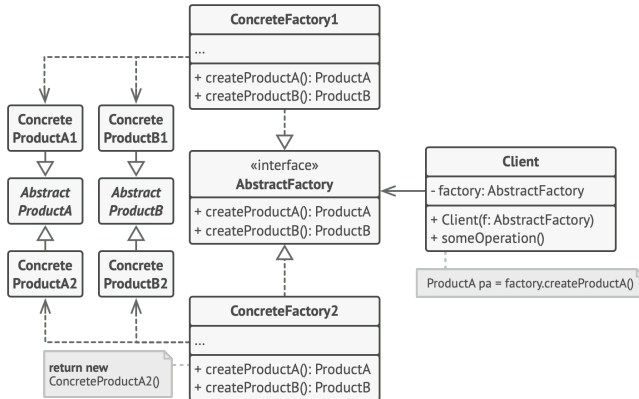 ConcreteFactory1
...
+ createProductA(): ProductA
+ createProductB(): ProductB
Concrete
ProductA1
Concrete
ProductB1
Abstract
ProductA
Abstract
ProductB
Concrete
ProductA2
Concrete
ProductB2
«interface»
AbstractFactory
+ createProductA(): ProductA
+ createProductB(): ProductB
Client
- factory: AbstractFactory
+ Client(f: AbstractFactory)
+ someOperation()
ProductA pa = factory.createProductA()
ConcreteFactory2
...
+ createProductA(): ProductA
+ createProductB(): ProductB
return new
ConcreteProductA2()